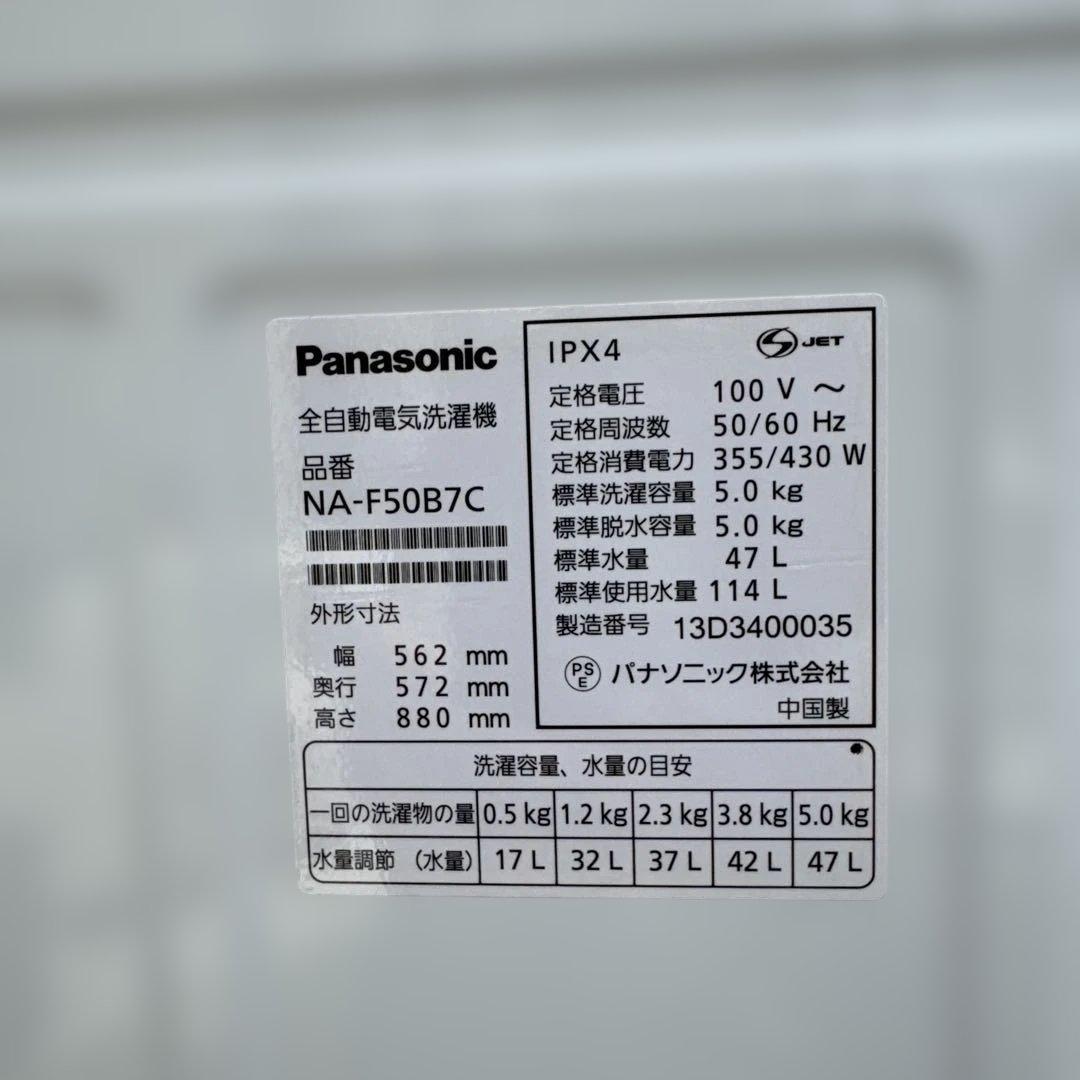 Panasonic
全自動電気洗濯機
品番
NA-F50B7C
外形寸法
幅 562 mm
奥行 572 mm
高さ 880 mm
IPX4
S JET
定格電圧 100 V ～
定格周波数 50/60 Hz
定格消費電力 355/430 W
標準洗濯容量 5.0 kg
標準脱水容量 5.0 kg
標準水量 47 L
標準使用水量 114 L
製造番号 13D3400035
PS E パナソニック株式会社
中国製
洗濯容量、水量の目安
一回の洗濯物の量 0.5 kg 1.2 kg 2.3 kg 3.8 kg 5.0 kg
水量調節（水量） 17 L 32 L 37 L 42 L 47 L